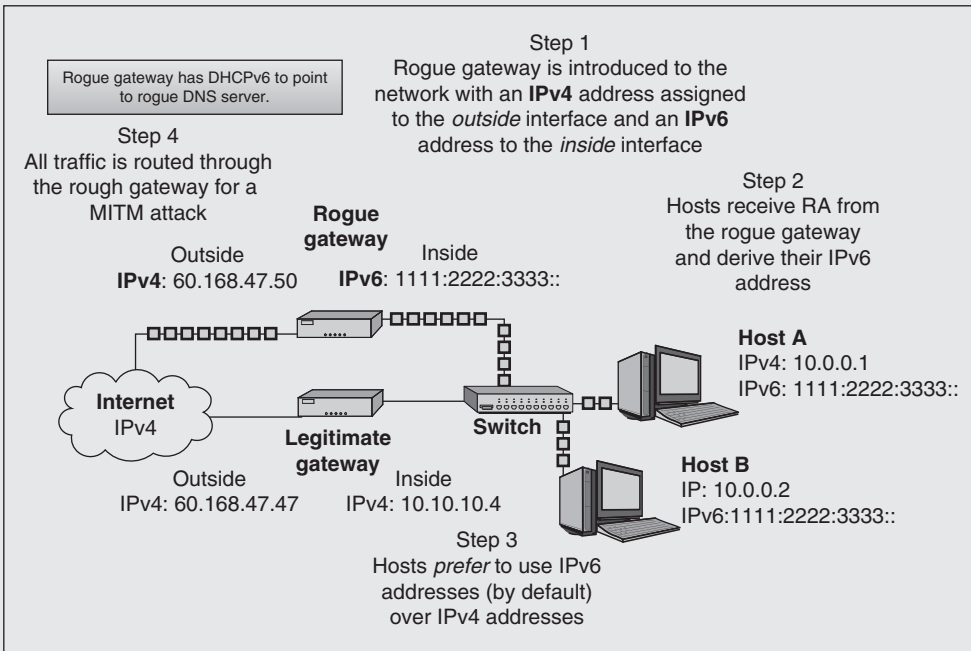 Rogue gateway has DHCPv6 to point
to rogue DNS server.
Step 1
Rogue gateway is introduced to the
network with an IPv4 address assigned
to the outside interface and an IPv6
address to the inside interface
Step 4
All traffic is routed through
the rough gateway for a
MITM attack
Step 2
Hosts receive RA from
the rogue gateway
and derive their IPv6
address
Rogue
gateway
Outside
IPv4: 60.168.47.50
Inside
IPv6: 1111:2222:3333::
Host A
IPv4: 10.0.0.1
IPv6: 1111:2222:3333::
Internet
IPv4
Legitimate
gateway
Switch
Outside
IPv4: 60.168.47.47
Inside
IPv4: 10.10.10.4
Host B
IP: 10.0.0.2
IPv6:1111:2222:3333::
Step 3
Hosts prefer to use IPv6
addresses (by default)
over IPv4 addresses